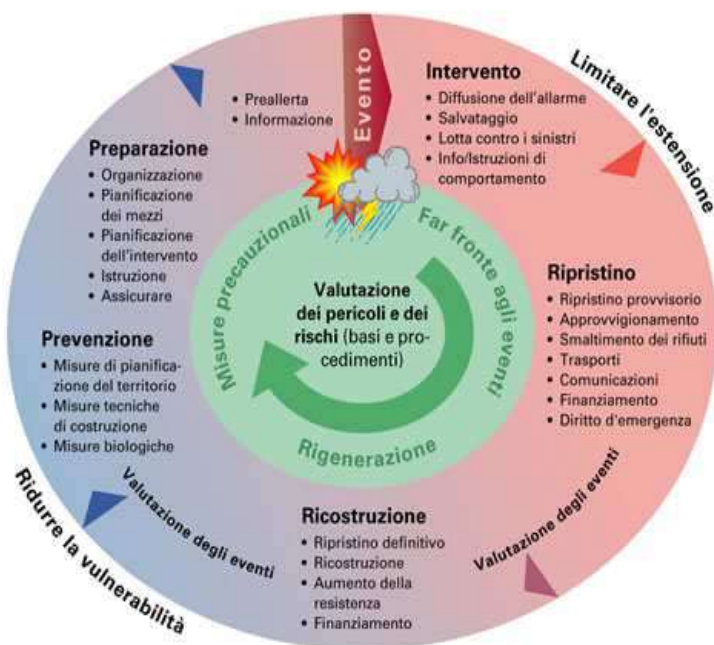 Evento
Intervento
• Diffusione dell'allarme
• Salvataggio
• Lotta contro i sinistri
• Info/Istruzioni di
comportamento
Limitare l'estensione
Ripristino
• Ripristino provvisorio
• Approvvigionamento
• Smaltimento dei rifiuti
• Trasporti
• Comunicazioni
• Finanziamento
• Diritto d'emergenza
Valutazione degli eventi
Ricostruzione
• Ripristino definitivo
• Ricostruzione
• Aumento della
resistenza
• Finanziamento
Valutazione degli eventi
Ridurre la vulnerabilità
Prevenzione
• Misure di pianifica-
zione del territorio
• Misure tecniche
di costruzione
• Misure biologiche
Preparazione
• Organizzazione
• Pianificazione
dei mezzi
• Pianificazione
dell'intervento
• Istruzione
• Assicurare
• Preallerta
• Informazione
Misure precauzionali
Far fronte agli eventi
Rigenerazione
Valutazione
dei pericoli e dei
rischi (basi e pro-
cedimenti)